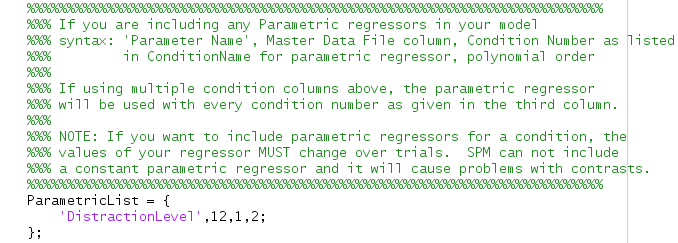 %%%%%%%%%%%%%%%%%%%%%%%%%%%%%%%%%%%%%%%%%%%%%%%%%%%%%%%%%%%%%%%%%%%%%%%%%%
%%% If you are including any Parametric regressors in your model
%%% syntax: 'Parameter Name', Master Data File column, Condition Number as listed
%%%         in ConditionName for parametric regressor, polynomial order
%%%
%%% If using multiple condition columns above, the parametric regressor
%%% will be used with every condition number as given in the third column.
%%%
%%% NOTE: If you want to include parametric regressors for a condition, the
%%% values of your regressor MUST change over trials.  SPM can not include
%%% a constant parametric regressor and it will cause problems with contrasts.
%%%%%%%%%%%%%%%%%%%%%%%%%%%%%%%%%%%%%%%%%%%%%%%%%%%%%%%%%%%%%%%%%%%%%%%%%%
ParametricList = {
    'DistractionLevel',12,1,2;
};